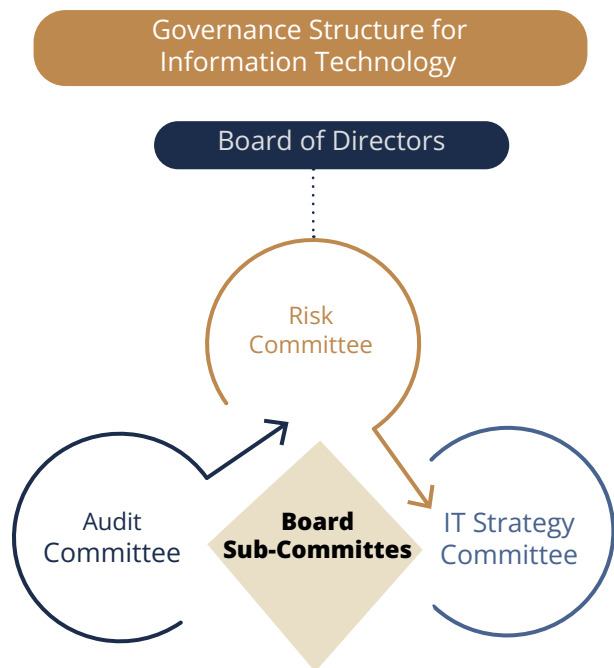 Governance Structure for
Information Technology
Board of Directors
Risk
Committee
Audit
Committee
Board
Sub-Committes
IT Strategy
Committee